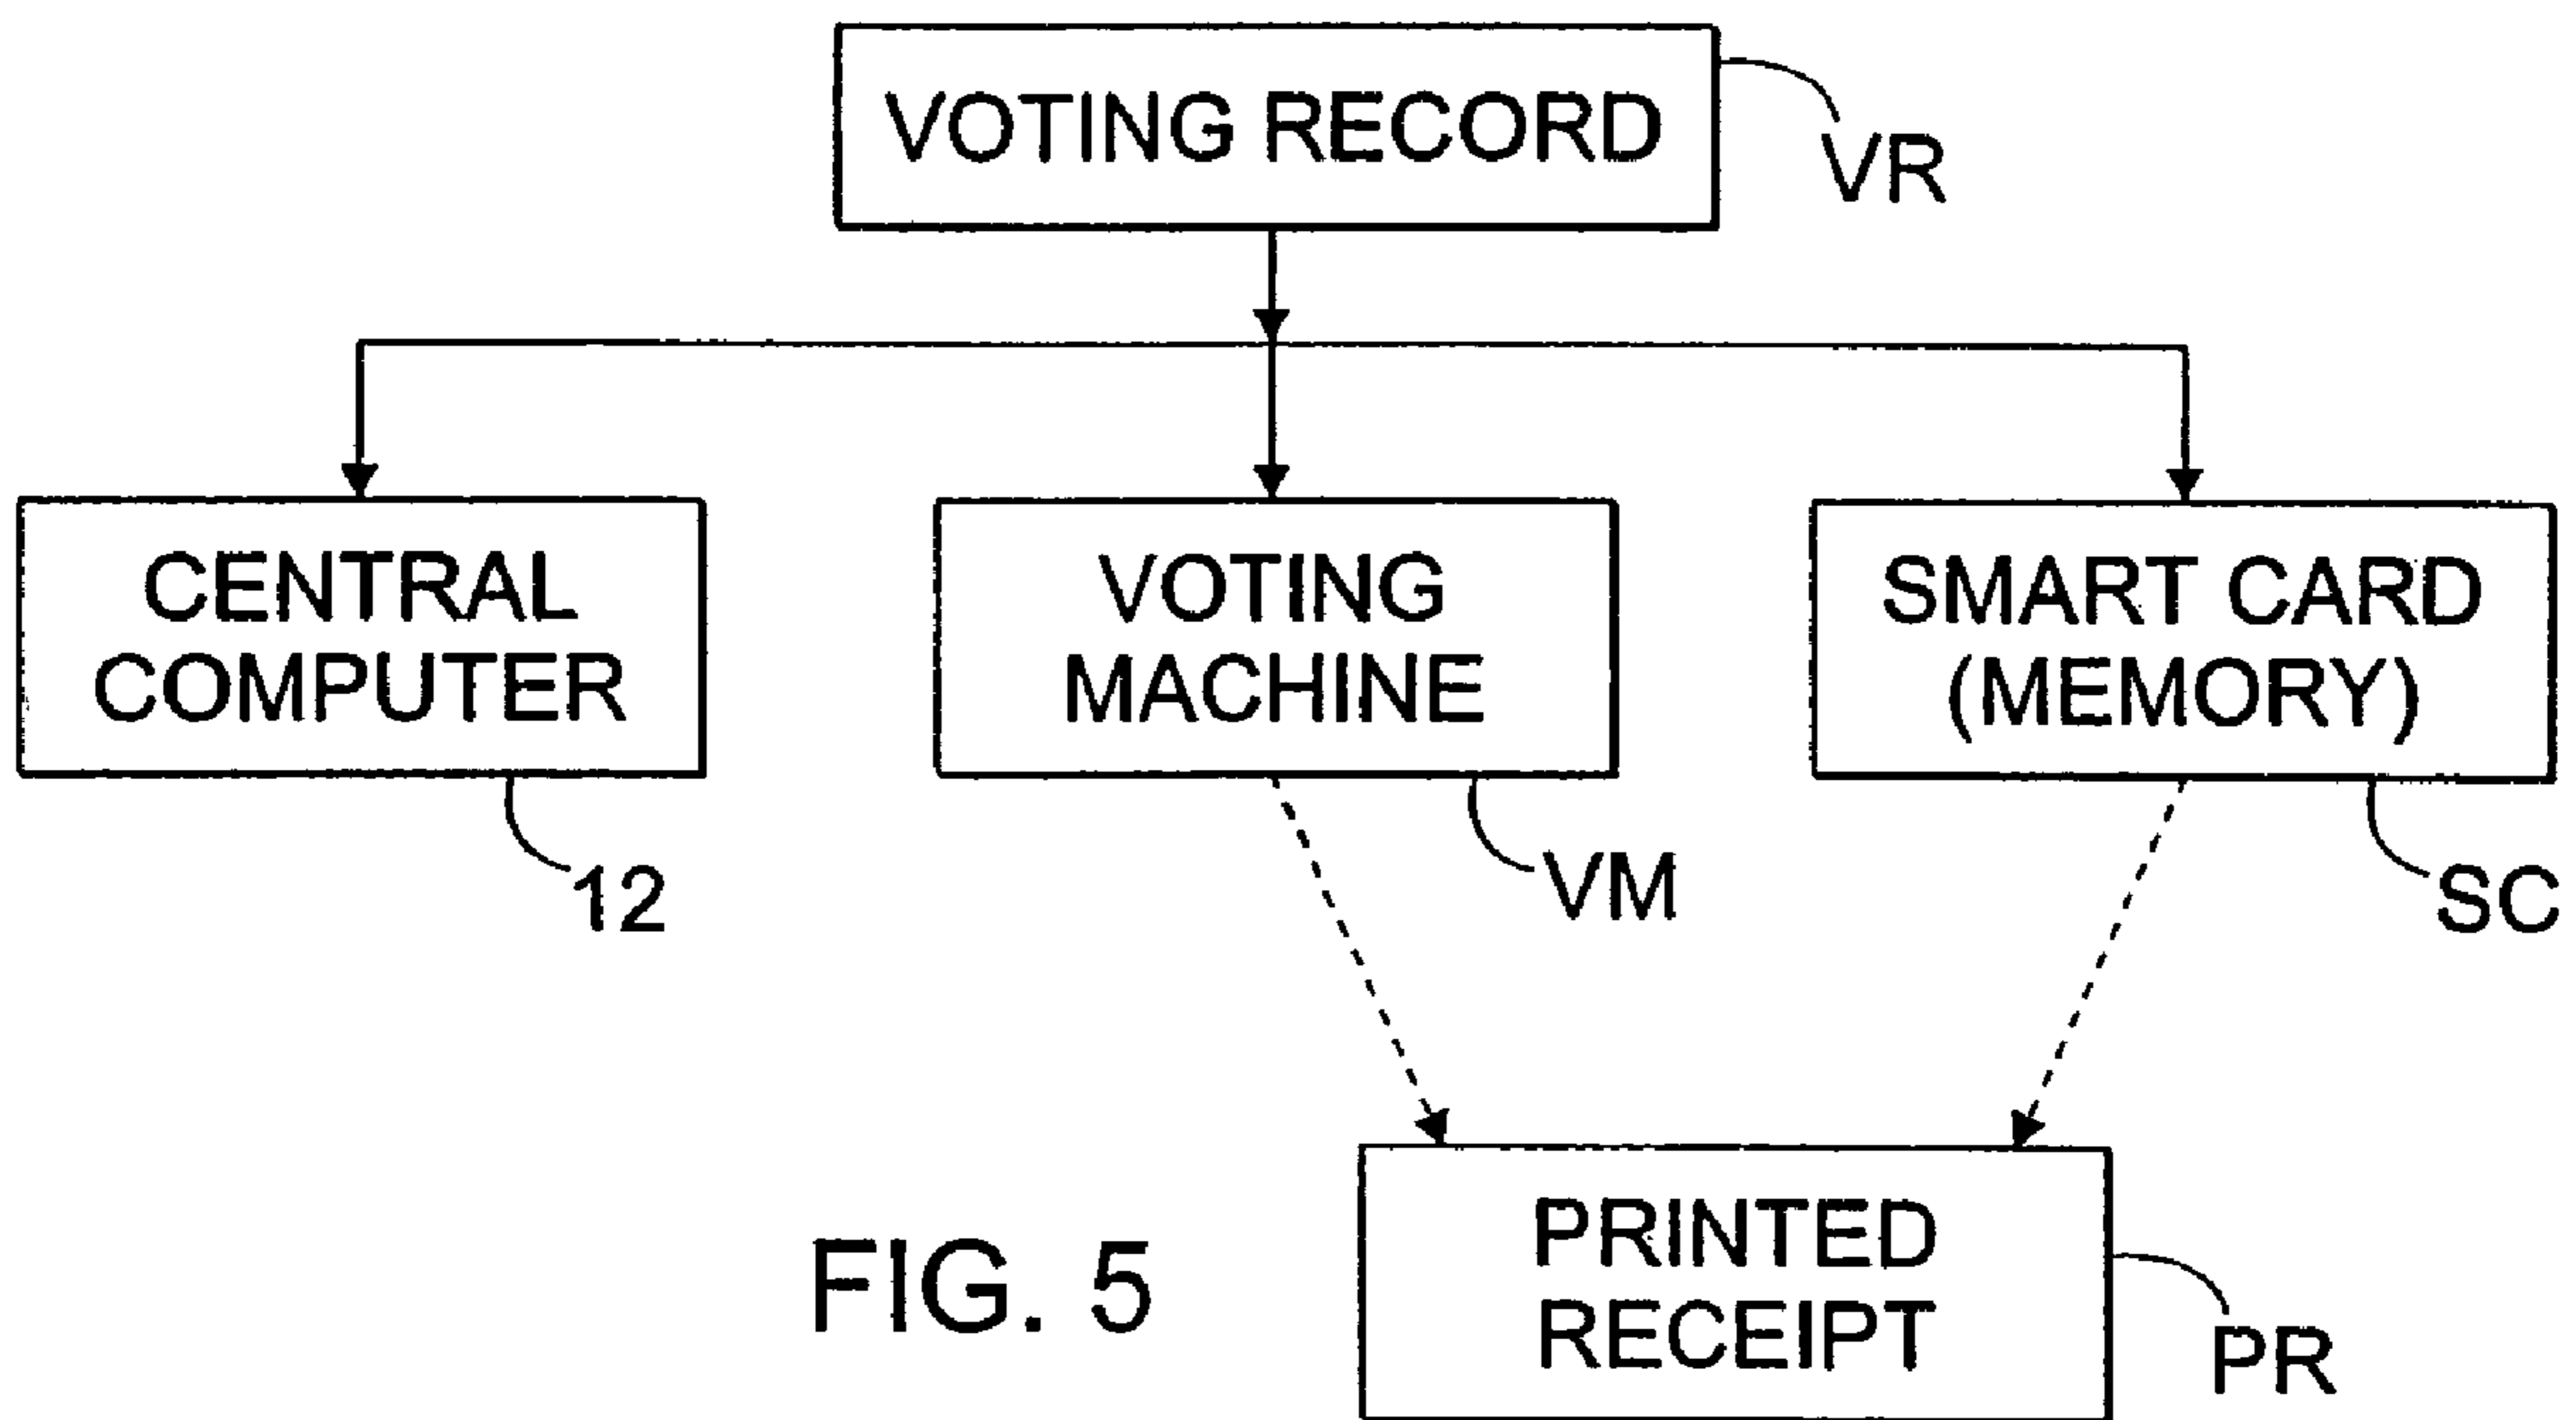 VOTING RECORD
VR
CENTRAL
COMPUTER
12
VOTING
MACHINE
VM
SMART CARD
(MEMORY)
SC
PRINTED
RECEIPT
PR
FIG. 5